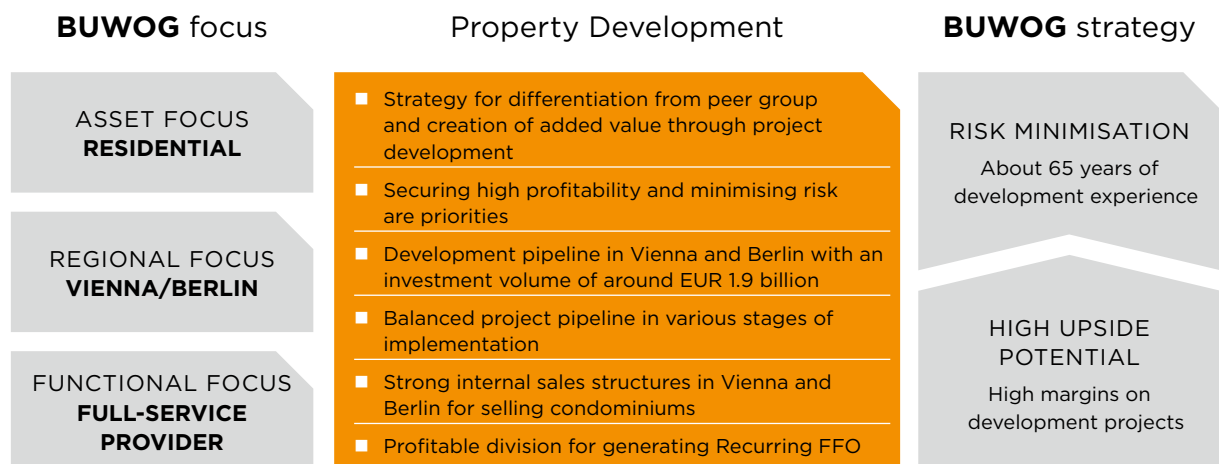 BUWOG focus
ASSET FOCUS
RESIDENTIAL
REGIONAL FOCUS
VIENNA/BERLIN
FUNCTIONAL FOCUS
FULL-SERVICE
PROVIDER
Property Development
Strategy for differentiation from peer group
and creation of added value through project
development
Securing high profitability and minimising risk
are priorities
Development pipeline in Vienna and Berlin with an
investment volume of around EUR 1.9 billion
Balanced project pipeline in various stages of
implementation
Strong internal sales structures in Vienna and
Berlin for selling condominiums
Profitable division for generating Recurring FFO
BUWOG strategy
RISK MINIMISATION
About 65 years of
development experience
HIGH UPSIDE
POTENTIAL
High margins on
development projects